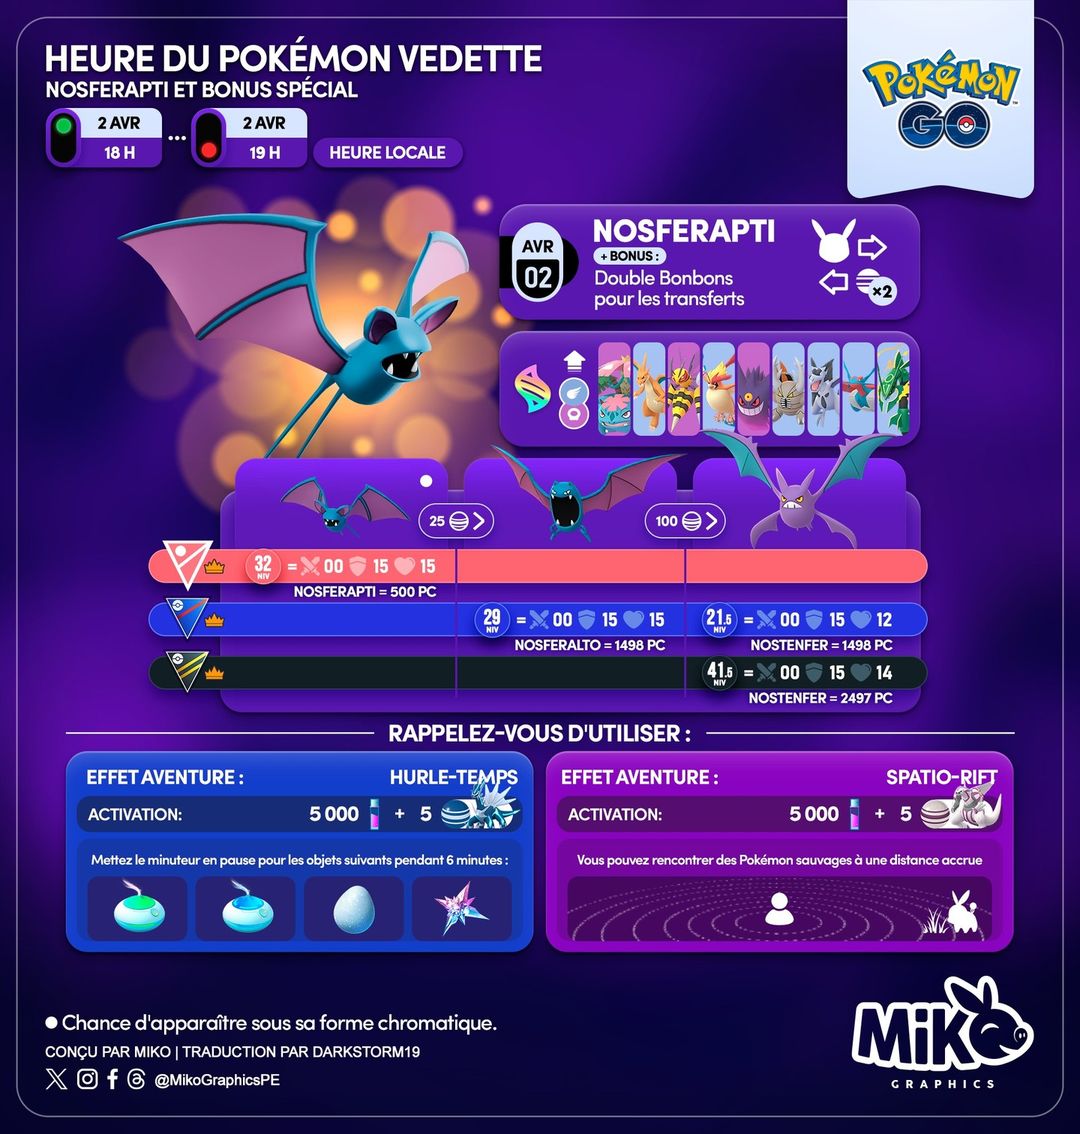 HEURE DU POKÉMON VEDETTE
NOSFERAPTI ET BONUS SPÉCIAL
2 AVR
18 H
...
2 AVR
19 H
HEURE LOCALE
POKÉMON
GO
AVR
02
NOSFERAPTI
+ BONUS :
Double Bonbons
pour les transferts
×2
25
100
32
NIV
= 00 15 15
NOSFERAPTI = 500 PC
29
NIV
= 00 15 15
NOSFERALTO = 1498 PC
21.5
NIV
= 00 15 12
NOSTENFER = 1498 PC
41.5
NIV
= 00 15 14
NOSTENFER = 2497 PC
RAPPELEZ-VOUS D'UTILISER :
EFFET AVENTURE : HURLE-TEMPS
ACTIVATION: 5 000 + 5
Mettez le minuteur en pause pour les objets suivants pendant 6 minutes :
EFFET AVENTURE : SPATIO-RIFT
ACTIVATION: 5 000 + 5
Vous pouvez rencontrer des Pokémon sauvages à une distance accrue
Chance d'apparaître sous sa forme chromatique.
CONÇU PAR MIKO | TRADUCTION PAR DARKSTORM19
@MikoGraphicsPE
MiKO
GRAPHICS